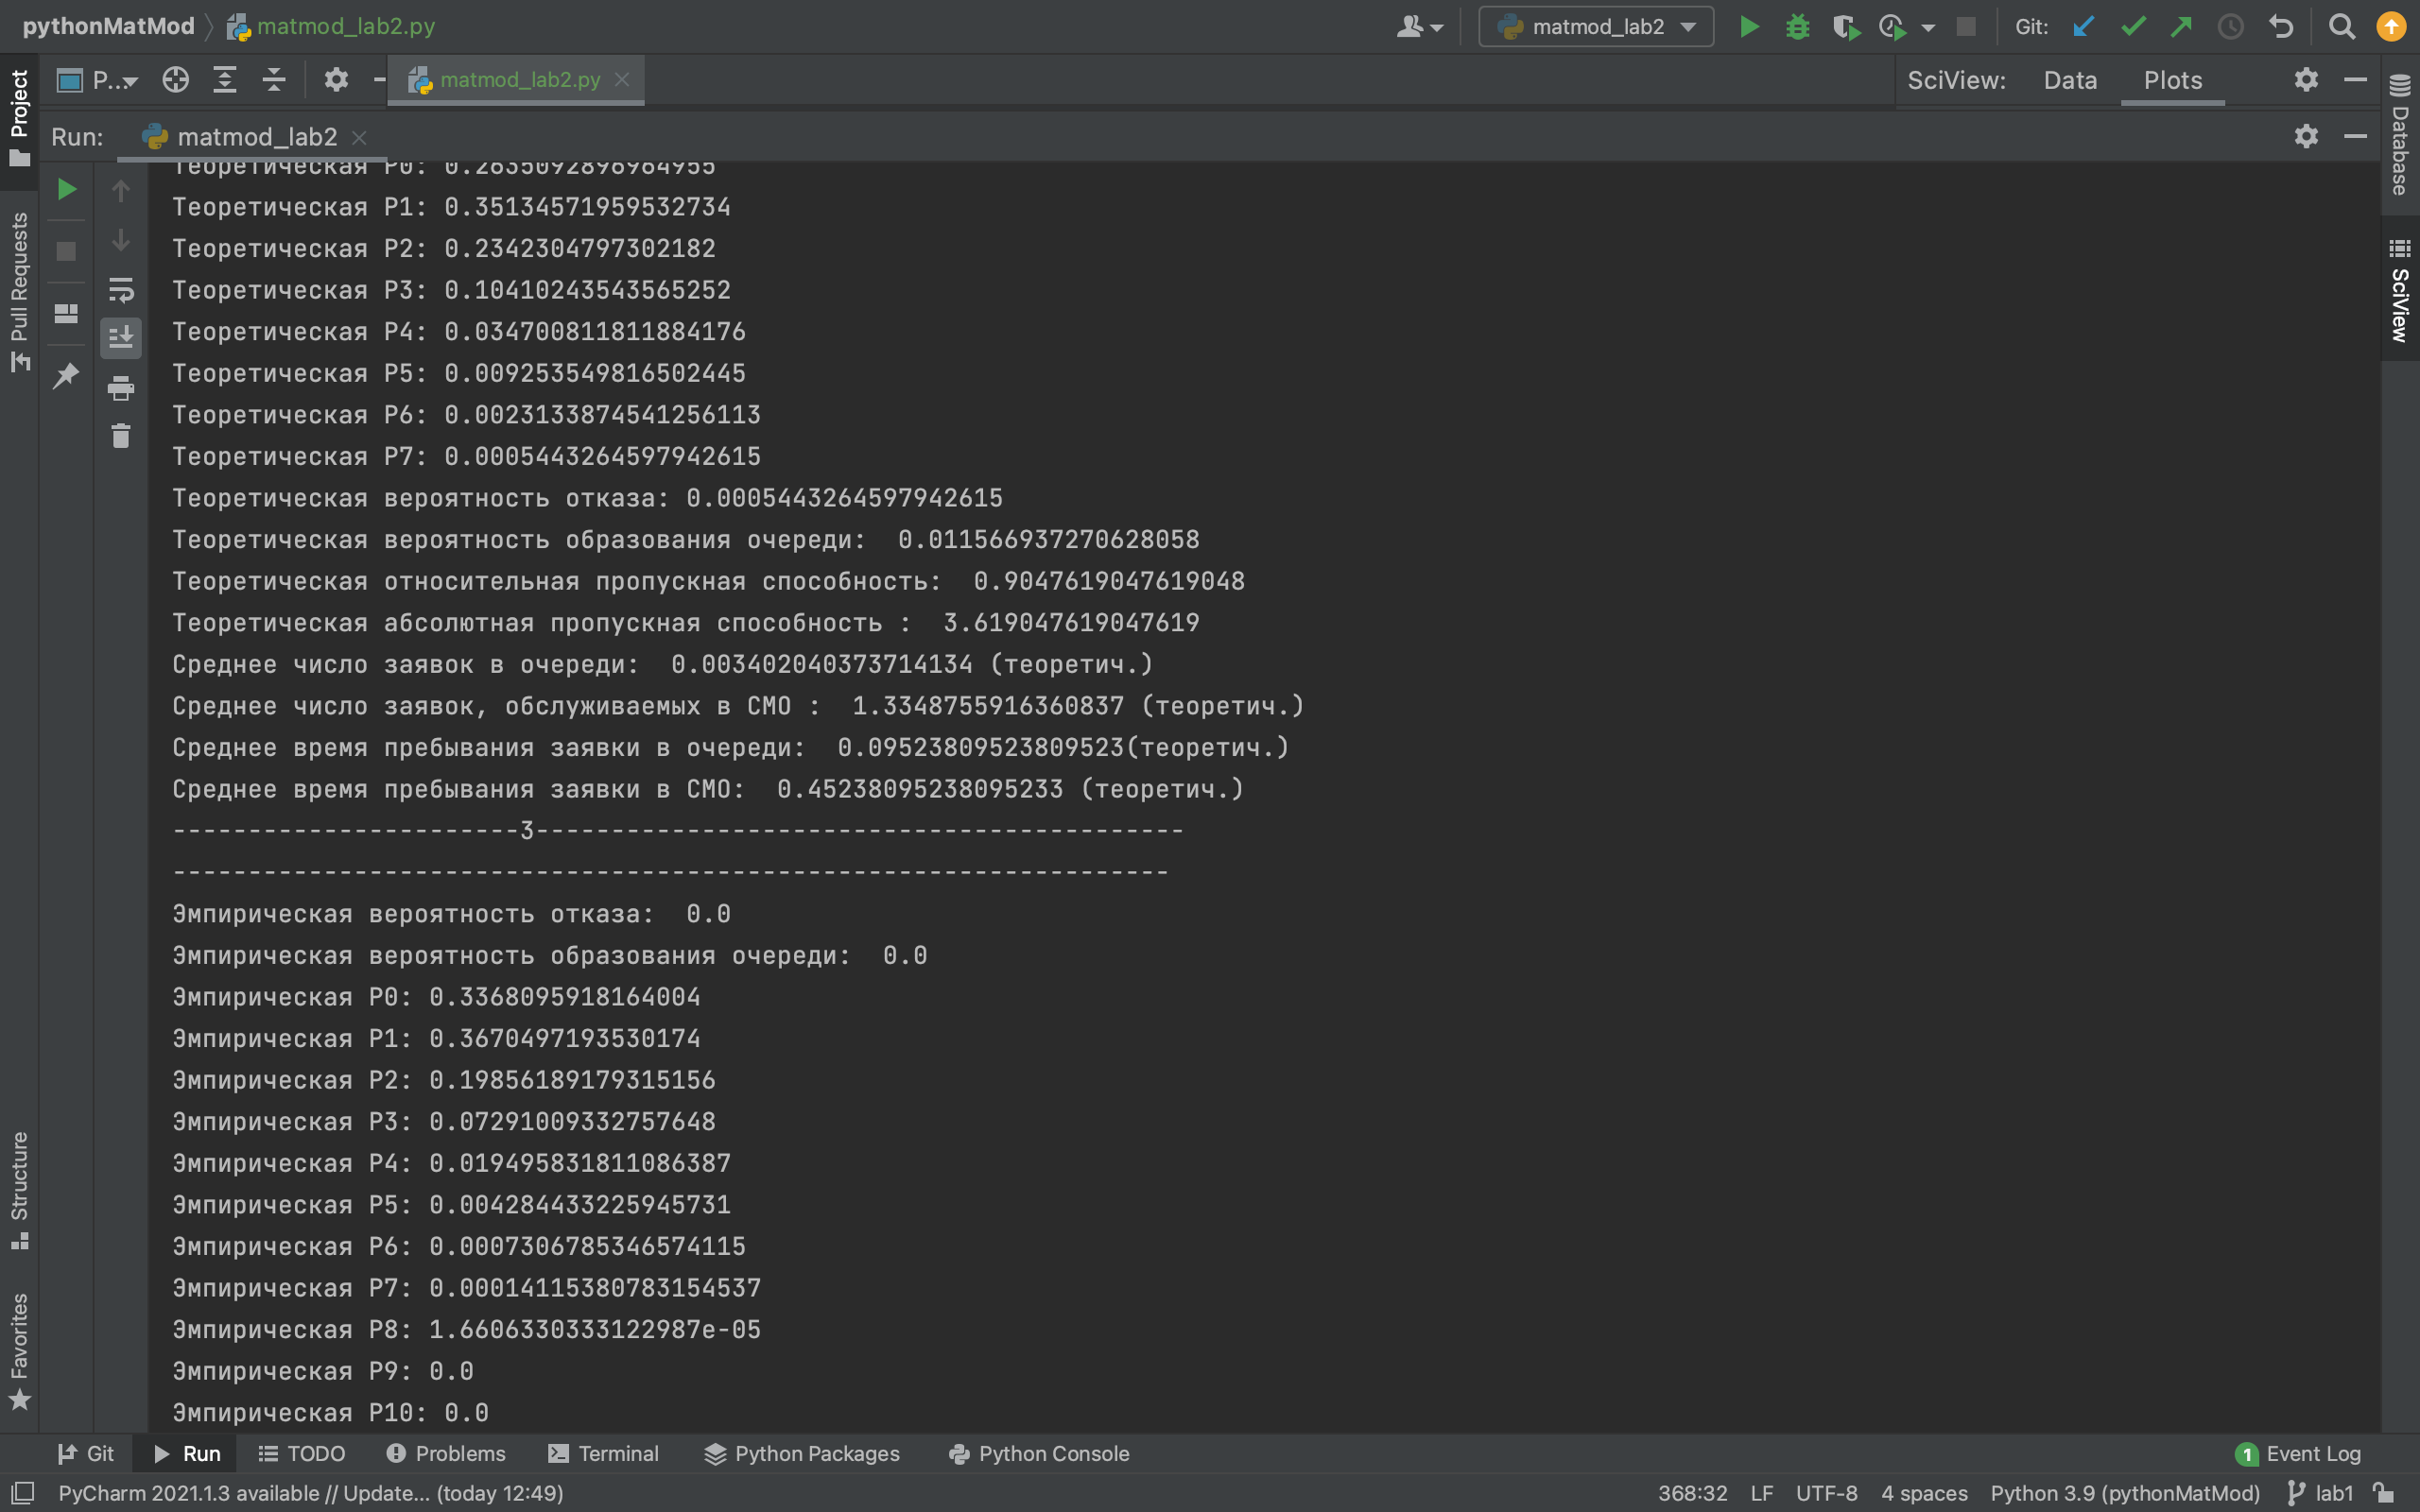 pythonMatMod
matmod_lab2.py
matmod_lab2
Git:
P...
matmod_lab2.py
SciView:
Data
Plots
Run:
matmod_lab2
Теоретическая P0: 0.2635092896964955
Теоретическая P1: 0.35134571959532734
Теоретическая P2: 0.2342304797302182
Теоретическая P3: 0.10410243543565252
Теоретическая P4: 0.034700811811884176
Теоретическая P5: 0.009253549816502445
Теоретическая P6: 0.0023133874541256113
Теоретическая P7: 0.0005443264597942615
Теоретическая вероятность отказа: 0.0005443264597942615
Теоретическая вероятность образования очереди:  0.011566937270628058
Теоретическая относительная пропускная способность:  0.9047619047619048
Теоретическая абсолютная пропускная способность :  3.619047619047619
Среднее число заявок в очереди:  0.003402040373714134 (теоретич.)
Среднее число заявок, обслуживаемых в СМО :  1.3348755916360837 (теоретич.)
Среднее время пребывания заявки в очереди:  0.09523809523809523(теоретич.)
Среднее время пребывания заявки в СМО:  0.45238095238095233 (теоретич.)
-----------------------3-------------------------------------------
------------------------------------------------------------------
Эмпирическая вероятность отказа:  0.0
Эмпирическая вероятность образования очереди:  0.0
Эмпирическая P0: 0.3368095918164004
Эмпирическая P1: 0.3670497193530174
Эмпирическая P2: 0.19856189179315156
Эмпирическая P3: 0.07291009332757648
Эмпирическая P4: 0.019495831811086387
Эмпирическая P5: 0.004284433225945731
Эмпирическая P6: 0.0007306785346574115
Эмпирическая P7: 0.00014115380783154537
Эмпирическая P8: 1.6606330333122987e-05
Эмпирическая P9: 0.0
Эмпирическая P10: 0.0
Project
Pull Requests
Structure
Favorites
Database
SciView
Git
Run
TODO
Problems
Terminal
Python Packages
Python Console
1 Event Log
PyCharm 2021.1.3 available // Update... (today 12:49)
368:32
LF
UTF-8
4 spaces
Python 3.9 (pythonMatMod)
lab1